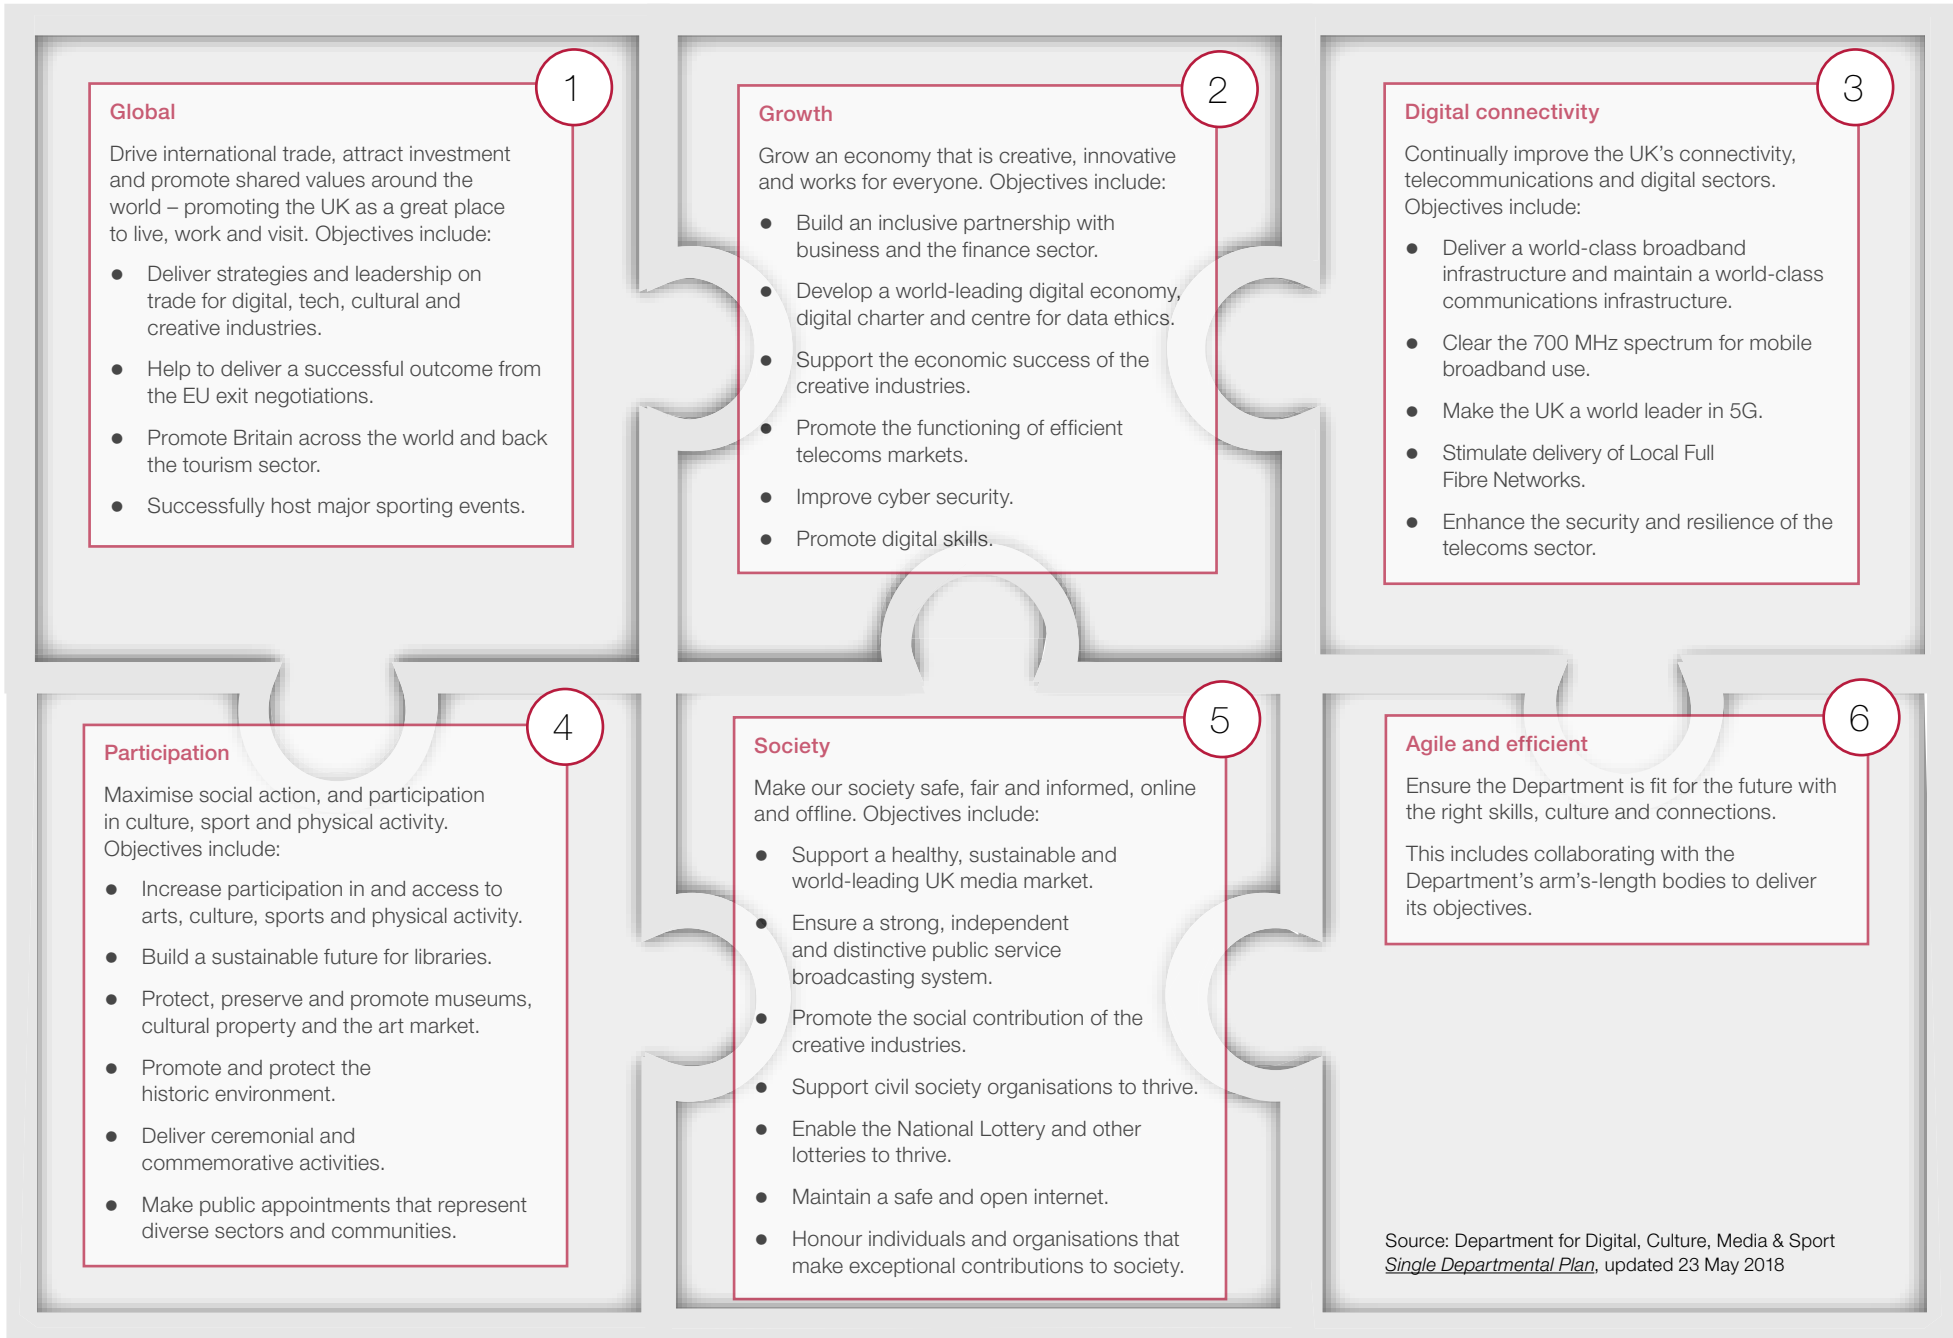 1
Global
Drive international trade, attract investment
and promote shared values around the
world – promoting the UK as a great place
to live, work and visit. Objectives include:
● Deliver strategies and leadership on
trade for digital, tech, cultural and
creative industries.
● Help to deliver a successful outcome from
the EU exit negotiations.
● Promote Britain across the world and back
the tourism sector.
● Successfully host major sporting events.
2
Growth
Grow an economy that is creative, innovative
and works for everyone. Objectives include:
● Build an inclusive partnership with
business and the finance sector.
● Develop a world-leading digital economy,
digital charter and centre for data ethics.
● Support the economic success of the
creative industries.
● Promote the functioning of efficient
telecoms markets.
● Improve cyber security.
● Promote digital skills.
3
Digital connectivity
Continually improve the UK’s connectivity,
telecommunications and digital sectors.
Objectives include:
● Deliver a world-class broadband
infrastructure and maintain a world-class
communications infrastructure.
● Clear the 700 MHz spectrum for mobile
broadband use.
● Make the UK a world leader in 5G.
● Stimulate delivery of Local Full
Fibre Networks.
● Enhance the security and resilience of the
telecoms sector.
4
Participation
Maximise social action, and participation
in culture, sport and physical activity.
Objectives include:
● Increase participation in and access to
arts, culture, sports and physical activity.
● Build a sustainable future for libraries.
● Protect, preserve and promote museums,
cultural property and the art market.
● Promote and protect the
historic environment.
● Deliver ceremonial and
commemorative activities.
● Make public appointments that represent
diverse sectors and communities.
5
Society
Make our society safe, fair and informed, online
and offline. Objectives include:
● Support a healthy, sustainable and
world-leading UK media market.
● Ensure a strong, independent
and distinctive public service
broadcasting system.
● Promote the social contribution of the
creative industries.
● Support civil society organisations to thrive.
● Enable the National Lottery and other
lotteries to thrive.
● Maintain a safe and open internet.
● Honour individuals and organisations that
make exceptional contributions to society.
6
Agile and efficient
Ensure the Department is fit for the future with
the right skills, culture and connections.
This includes collaborating with the
Department’s arm’s-length bodies to deliver
its objectives.
Source: Department for Digital, Culture, Media & Sport
Single Departmental Plan, updated 23 May 2018